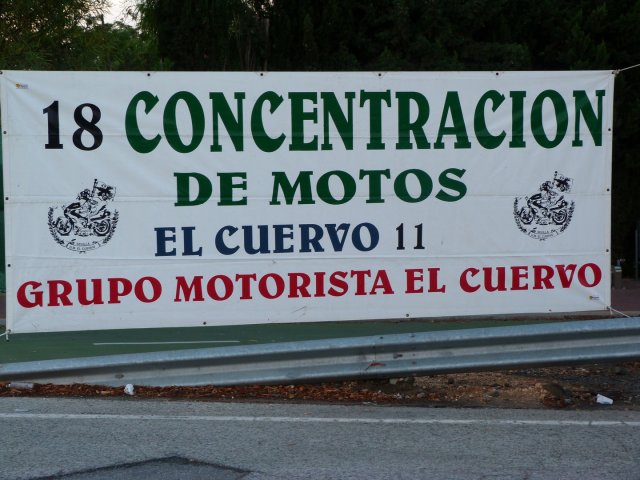 18 CONCENTRACION
DE MOTOS
EL CUERVO 11
GRUPO MOTORISTA EL CUERVO